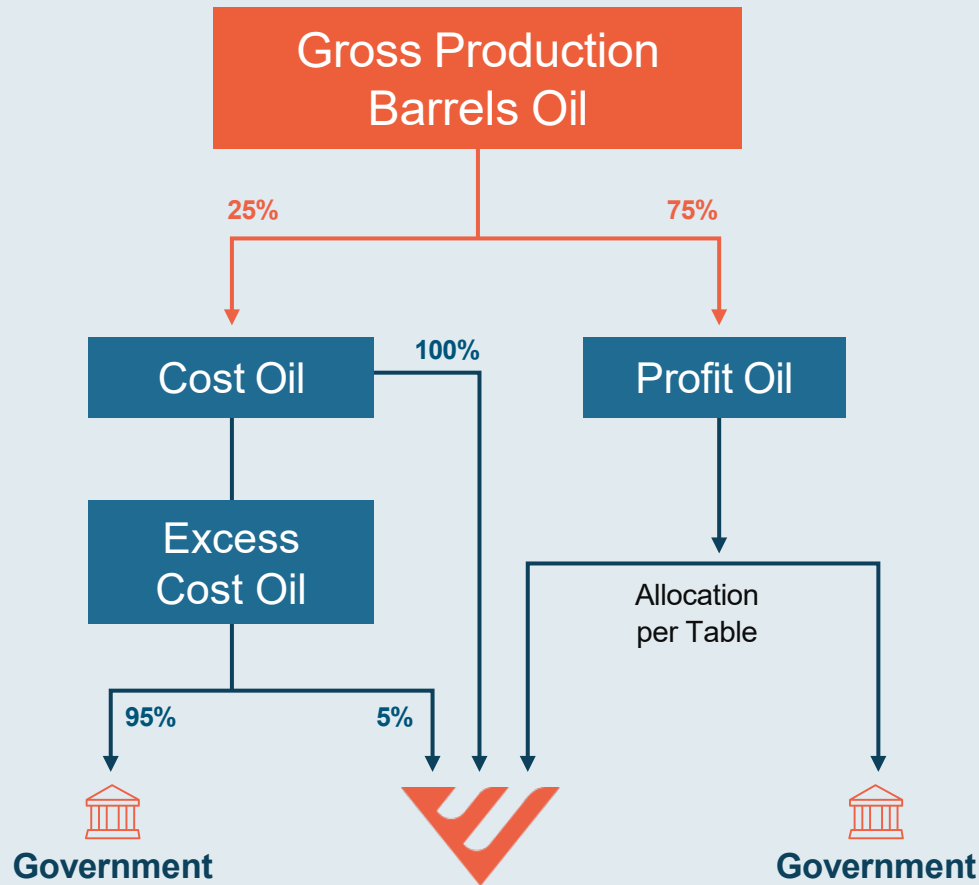 Gross Production
Barrels Oil
25%
75%
Cost Oil
100%
Profit Oil
Excess
Cost Oil
Allocation
per Table
95%
5%
Government
Government